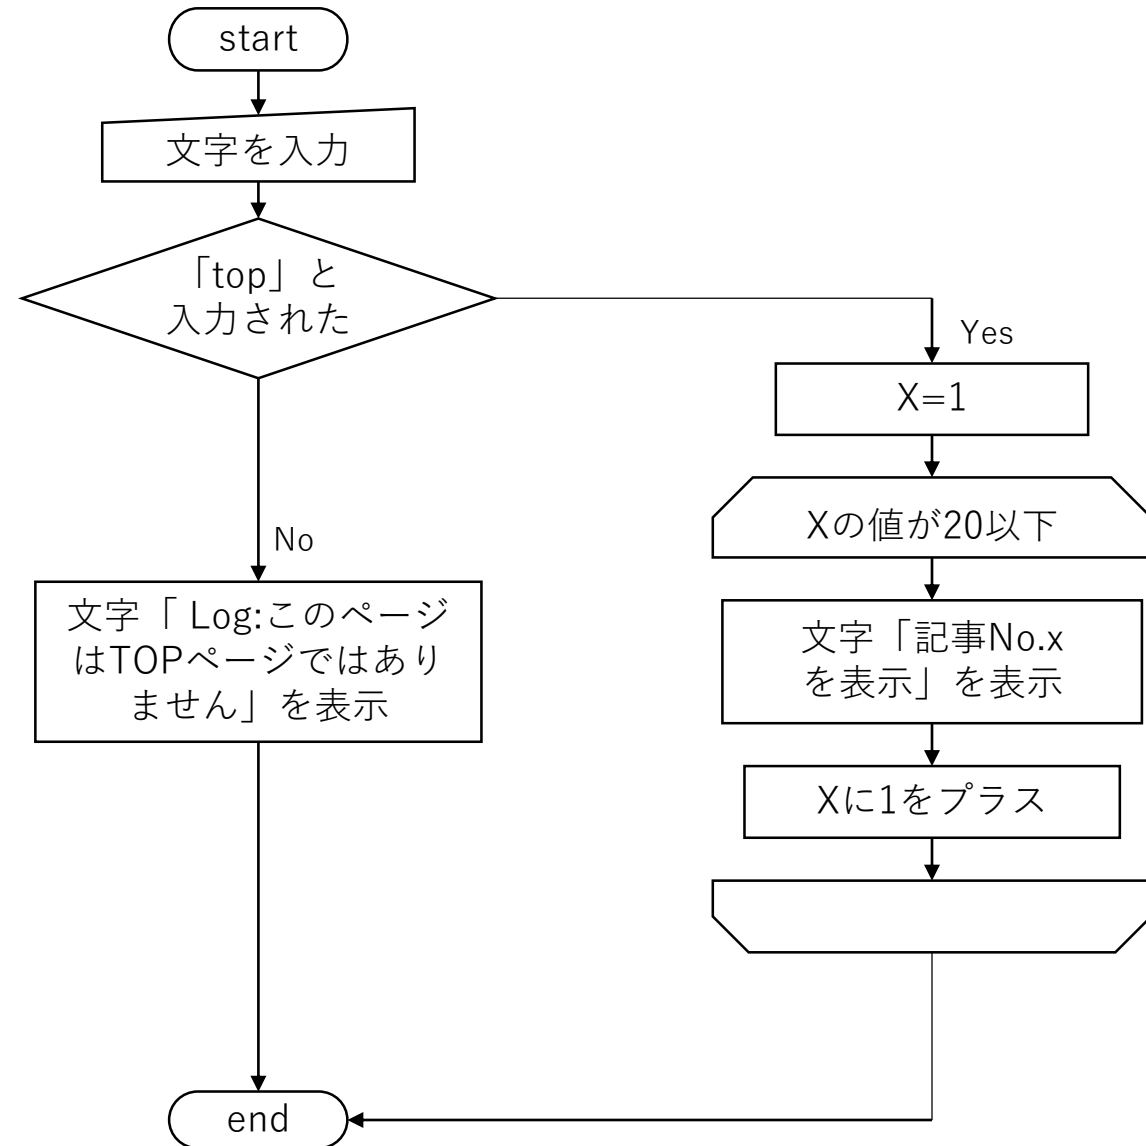 start
文字を入力
「top」と
入力された
Yes
X=1
Xの値が20以下
No
文字「 Log:このページ
はTOPページではあり
ません」を表示
文字「記事No.x
を表示」を表示
Xに1をプラス
end